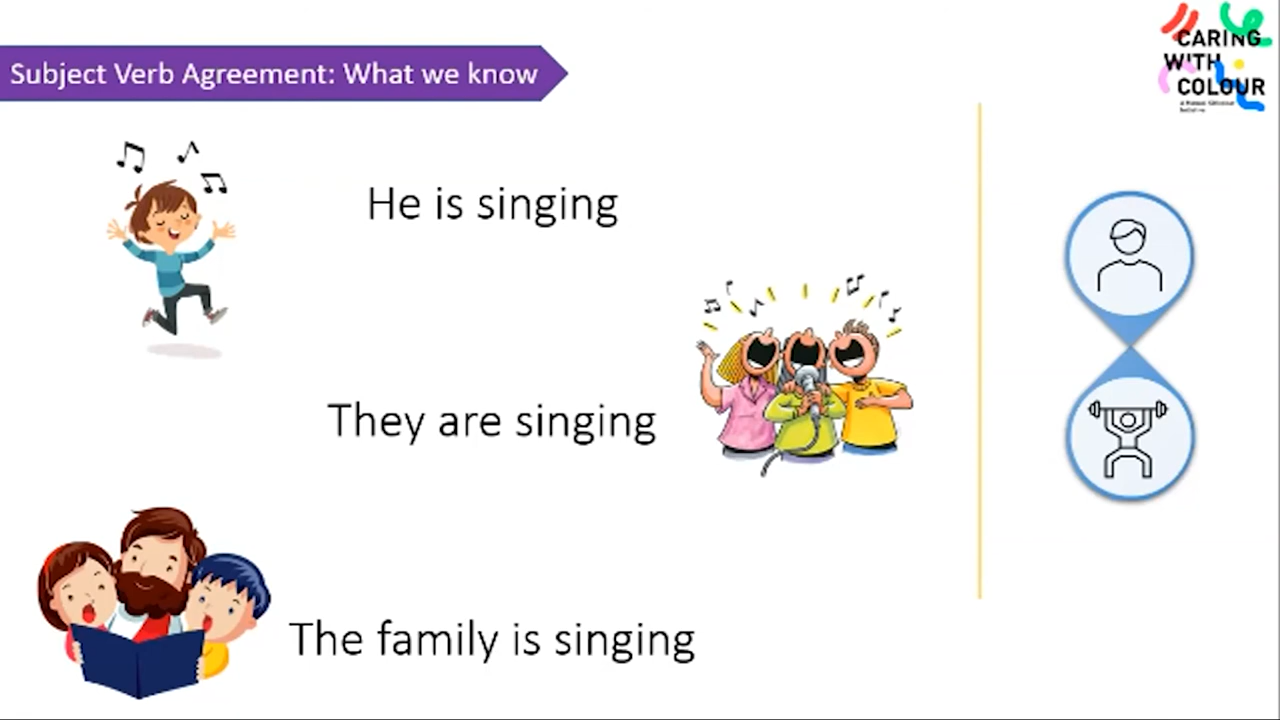 Subject Verb Agreement: What we know
CARING
WITH
COLOUR
He is singing
They are singing
The family is singing